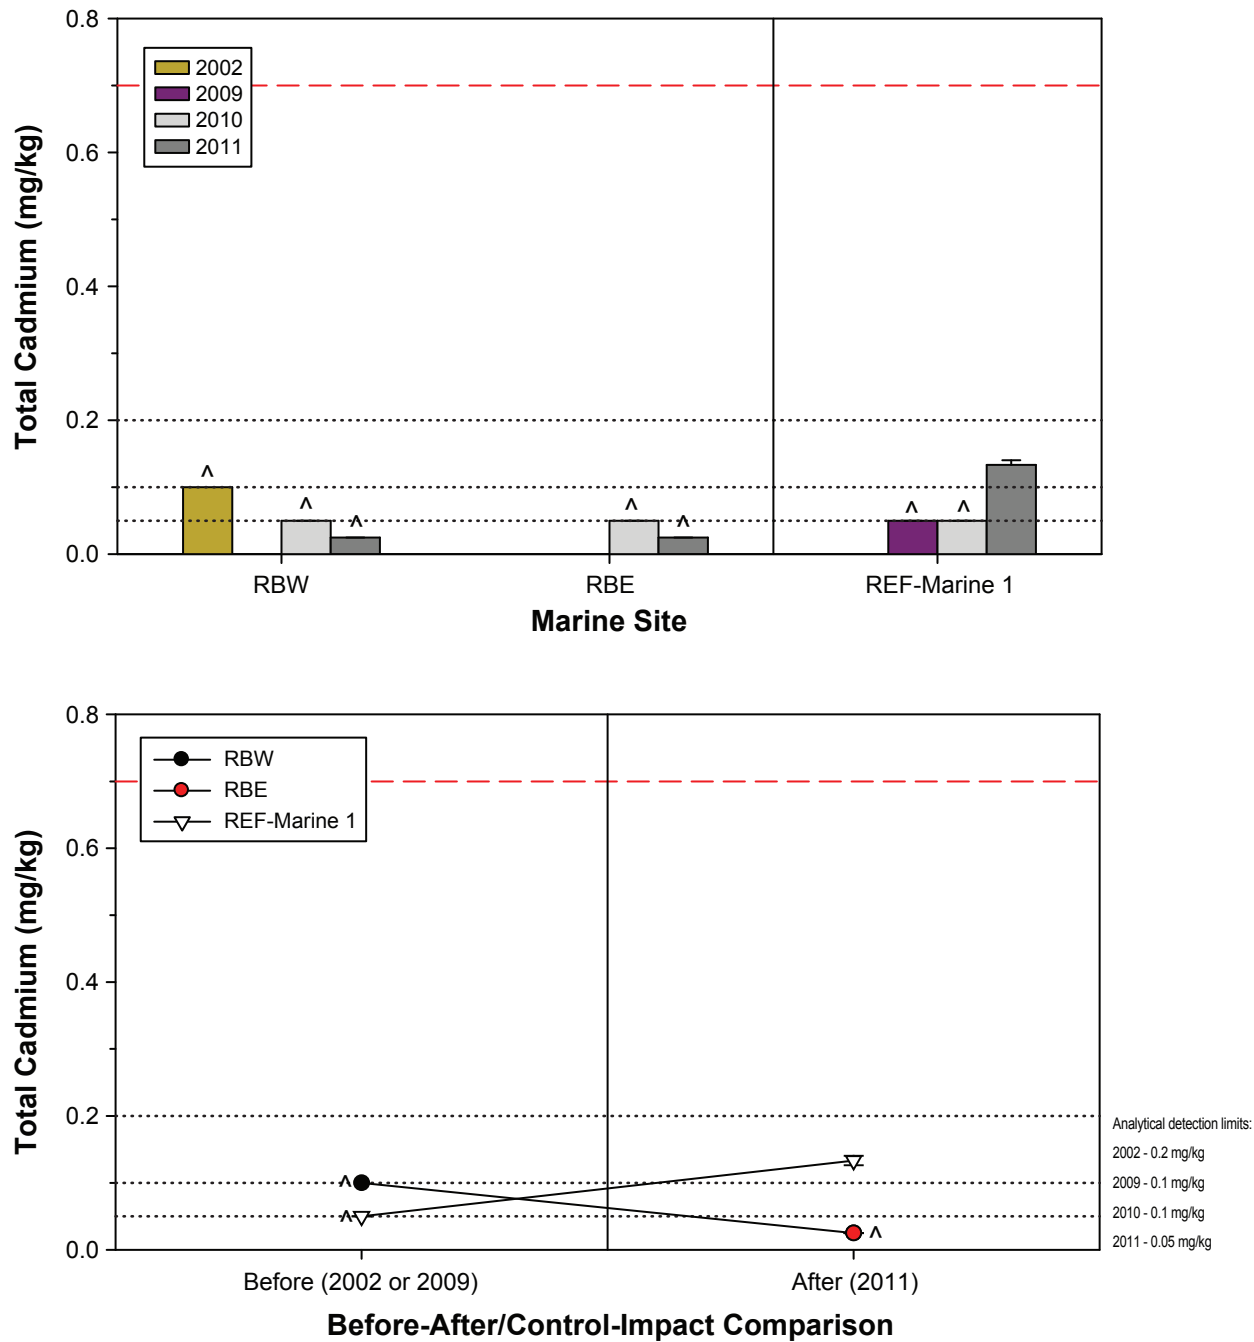 0.8
2002
2009
2010
2011
0.6
Total Cadmium (mg/kg)
0.4
0.2
^
^
^
^
^
^
^
0.0
RBW
RBE
REF-Marine 1
Marine Site
0.8
RBW
RBE
REF-Marine 1
0.6
Total Cadmium (mg/kg)
0.4
0.2
Analytical detection limits:
2002 - 0.2 mg/kg
2009 - 0.1 mg/kg
2010 - 0.1 mg/kg
2011 - 0.05 mg/kg
^
^
^
0.0
Before (2002 or 2009)
After (2011)
Before-After/Control-Impact Comparison